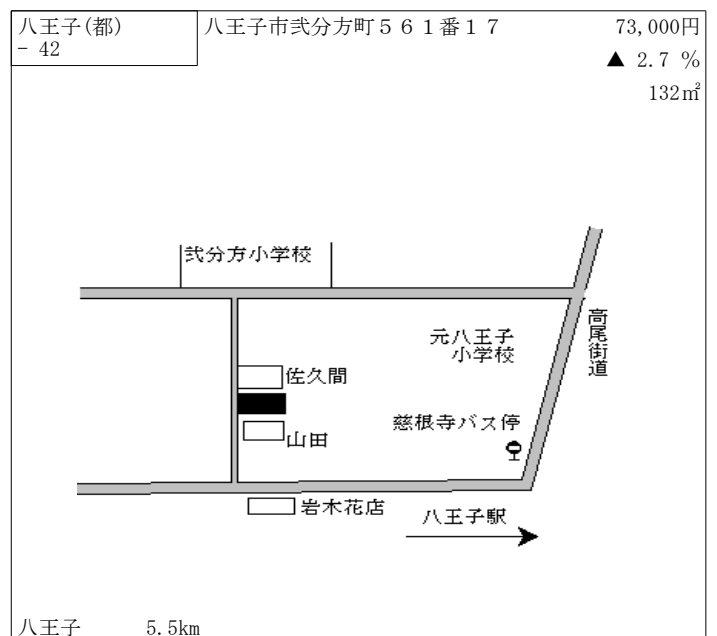 八王子(都)
- 42
八王子市弐分方町５６１番１７
73,000円
▲ 2.7 %
132㎡
弐分方小学校
高尾街道
元八王子
小学校
佐久間
慈根寺バス停
山田
岩木花店
八王子駅
八王子 5.5km